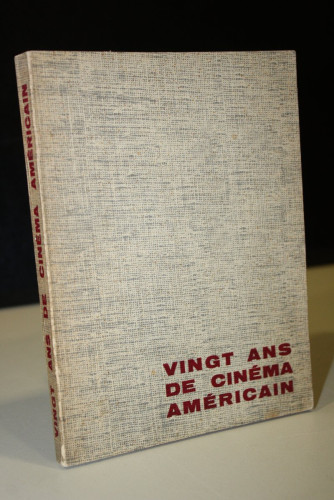 VINGT ANS DE CINÉMA AMÉRICAIN
VINGT ANS
DE CINÉMA
AMÉRICAIN